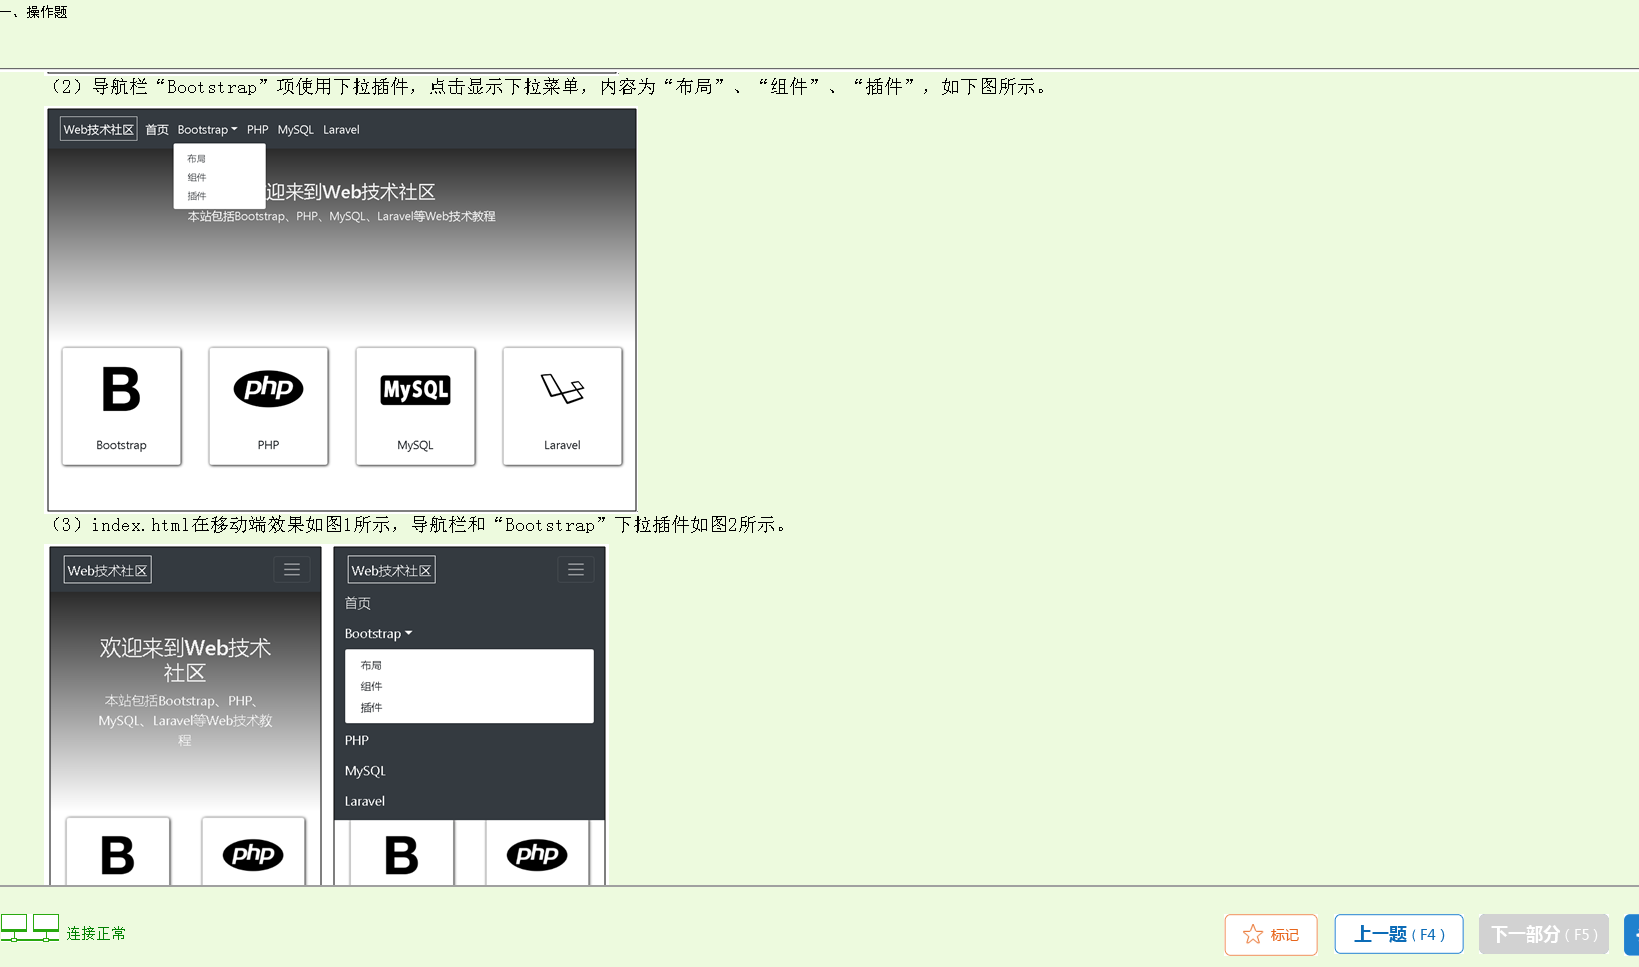 一、操作题
（2）导航栏“Bootstrap”项使用下拉插件，点击显示下拉菜单，内容为“布局”、“组件”、“插件”，如下图所示。
Web技术社区 首页 Bootstrap PHP MySQL Laravel
布局
组件
插件
迎来到Web技术社区
本站包括Bootstrap、PHP、MySQL、Laravel等Web技术教程
B php MySQL
Bootstrap PHP MySQL Laravel
（3）index.html在移动端效果如图1所示，导航栏和“Bootstrap”下拉插件如图2所示。
Web技术社区
欢迎来到Web技术
社区
本站包括Bootstrap、PHP、
MySQL、Laravel等Web技术教
程
B php
Web技术社区
首页
Bootstrap
布局
组件
插件
PHP
MySQL
Laravel
B php
连接正常
标记 上一题（F4） 下一部分（F5）